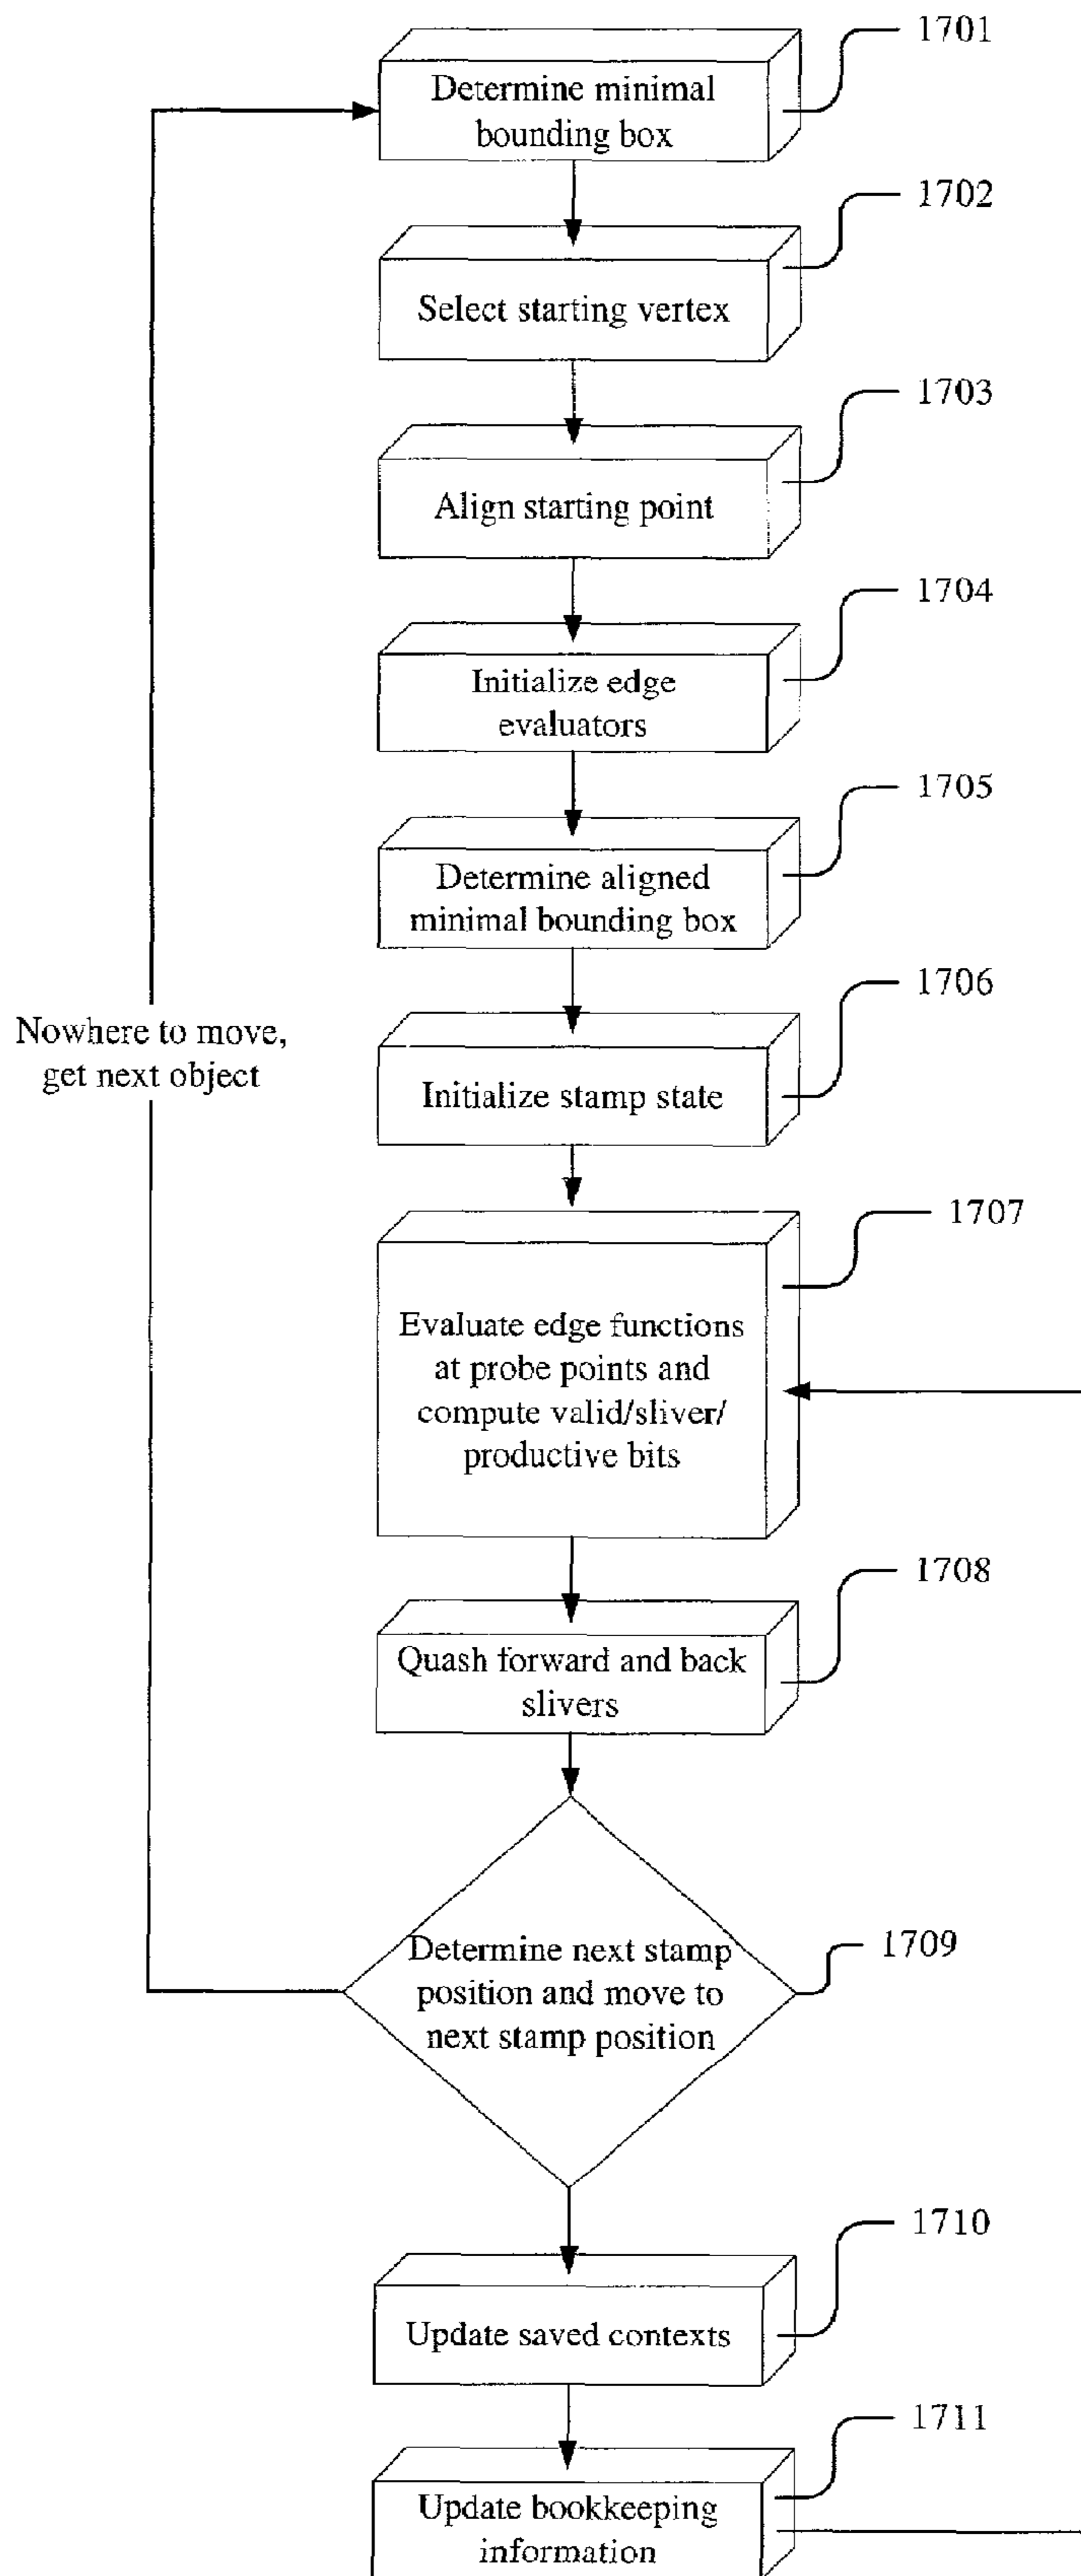 1701
Determine minimal
bounding box
1702
Select starting vertex
1703
Align starting point
1704
Initialize edge
evaluators
1705
Determine aligned
minimal bounding box
1706
Nowhere to move,
get next object
Initialize stamp state
1707
Evaluate edge functions
at probe points and
compute valid/sliver/
productive bits
1708
Quash forward and back
slivers
1709
Determine next stamp
position and move to
next stamp position
1710
Update saved contexts
1711
Update bookkeeping
information